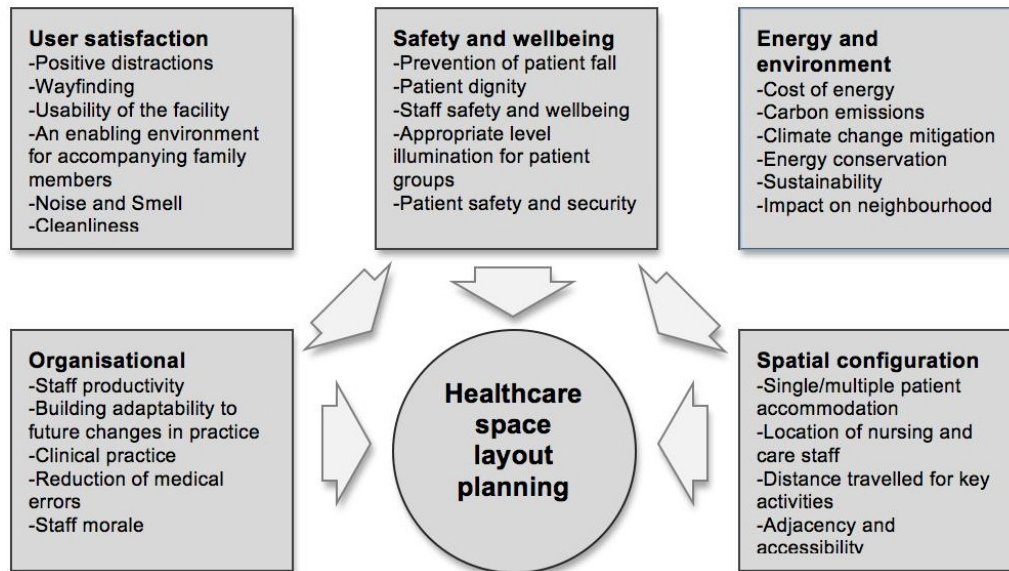 User satisfaction
-Positive distractions
-Wayfinding
-Usability of the facility
-An enabling environment
for accompanying family
members
-Noise and Smell
-Cleanliness
Safety and wellbeing
-Prevention of patient fall
-Patient dignity
-Staff safety and wellbeing
-Appropriate level
illumination for patient
groups
-Patient safety and security
Energy and
environment
-Cost of energy
-Carbon emissions
-Climate change mitigation
-Energy conservation
-Sustainability
-Impact on neighbourhood
Organisational
-Staff productivity
-Building adaptability to
future changes in practice
-Clinical practice
-Reduction of medical
errors
-Staff morale
Healthcare
space
layout
planning
Spatial configuration
-Single/multiple patient
accommodation
-Location of nursing and
care staff
-Distance travelled for key
activities
-Adjacency and
accessibility